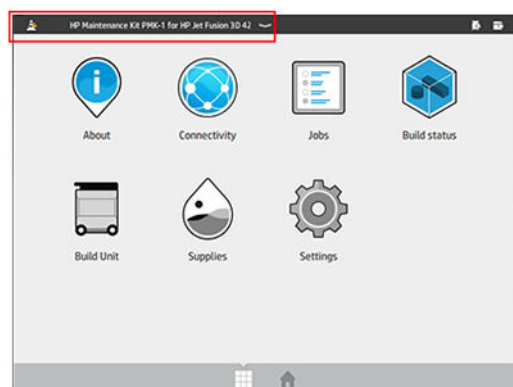 HP Maintenance Kit PMK-1 for HP Jet Fusion 3D 42
About
Connectivity
Jobs
Build status
Build Unit
Supplies
Settings